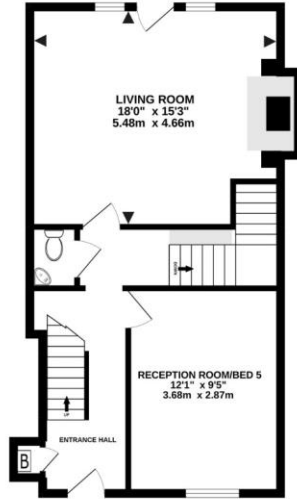 LIVING ROOM
18'0" x 15'3"
5.48m x 4.66m
DOWN
RECEPTION ROOM/BED 5
12'1" x 9'5"
3.68m x 2.87m
UP
ENTRANCE HALL
B